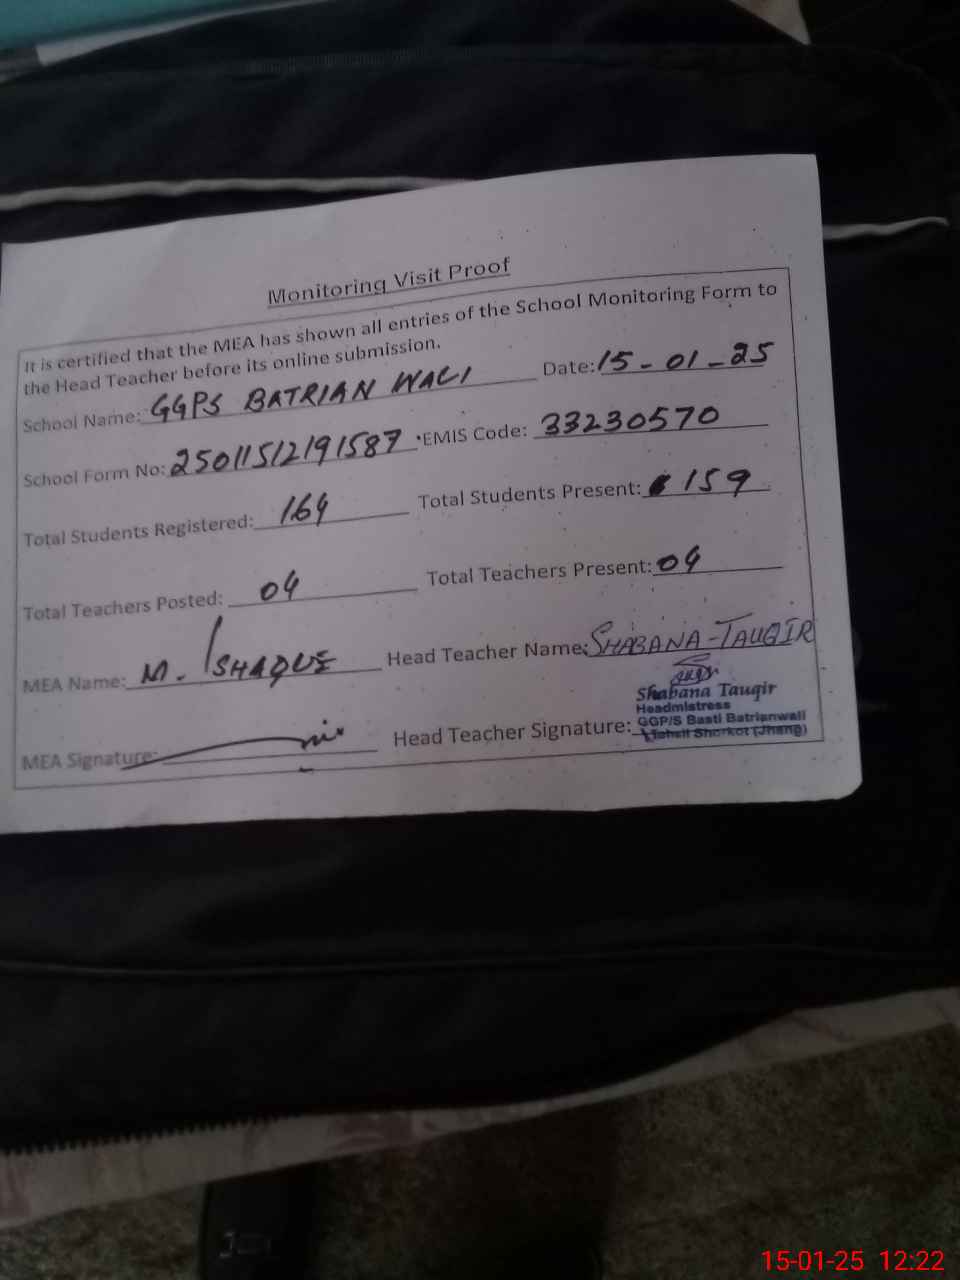 Monitoring Visit Proof
It is certified that the MEA has shown all entries of the School Monitoring Form to
the Head Teacher before its online submission.
School Name: GGPS BATRIAN WALI Date: 15-01-25
School Form No: 25011512191587 EMIS Code: 33230570
Total Students Registered: 164 Total Students Present: 159
Total Teachers Posted: 04 Total Teachers Present: 04
MEA Name: M. ISHAQUE Head Teacher Name: SHABANA-TAUQIR
Shabana Tauqir
Headmistress
MEA Signature: Head Teacher Signature: GGP/S Basti Batrianwali
Tehsil Shorkot (Jhang)
15-01-25 12:22